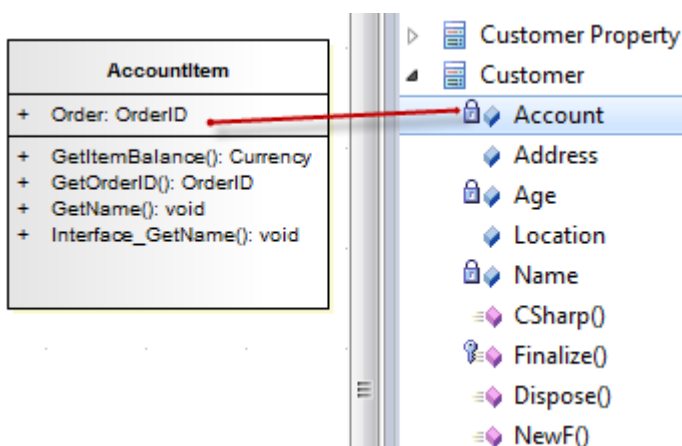 AccountItem
+ Order: OrderID
+ GetItemBalance(): Currency
+ GetOrderID(): OrderID
+ GetName(): void
+ Interface_GetName(): void
Customer Property
Customer
Account
Address
Age
Location
Name
CSharp()
Finalize()
Dispose()
NewF()